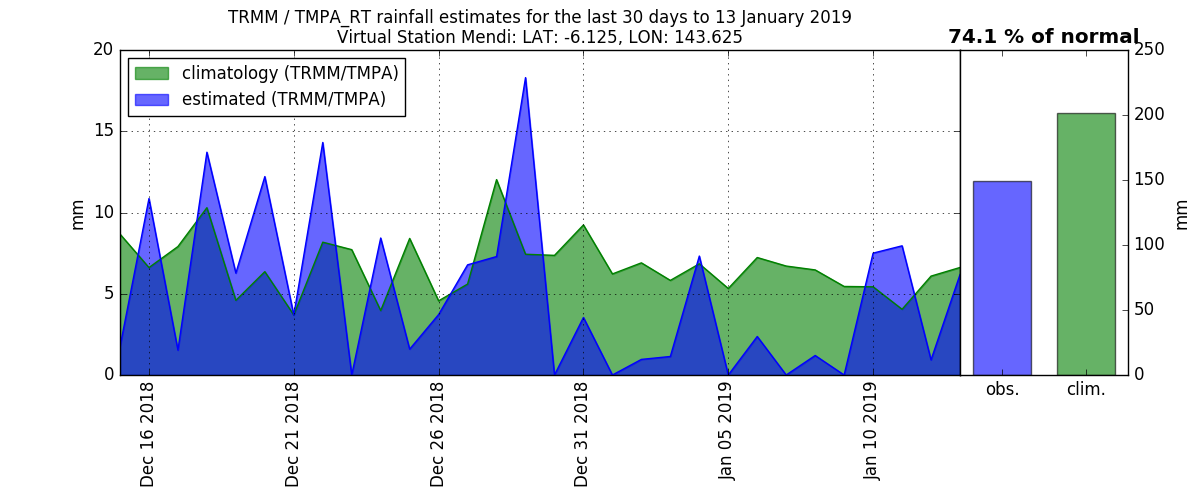 TRMM / TMPA_RT rainfall estimates for the last 30 days to 13 January 2019
Virtual Station Mendi: LAT: -6.125, LON: 143.625
74.1 % of normal
climatology (TRMM/TMPA)
estimated (TRMM/TMPA)
20
15
10
5
0
mm
Dec 16 2018
Dec 21 2018
Dec 26 2018
Dec 31 2018
Jan 05 2019
Jan 10 2019
250
200
150
100
50
0
mm
obs.
clim.